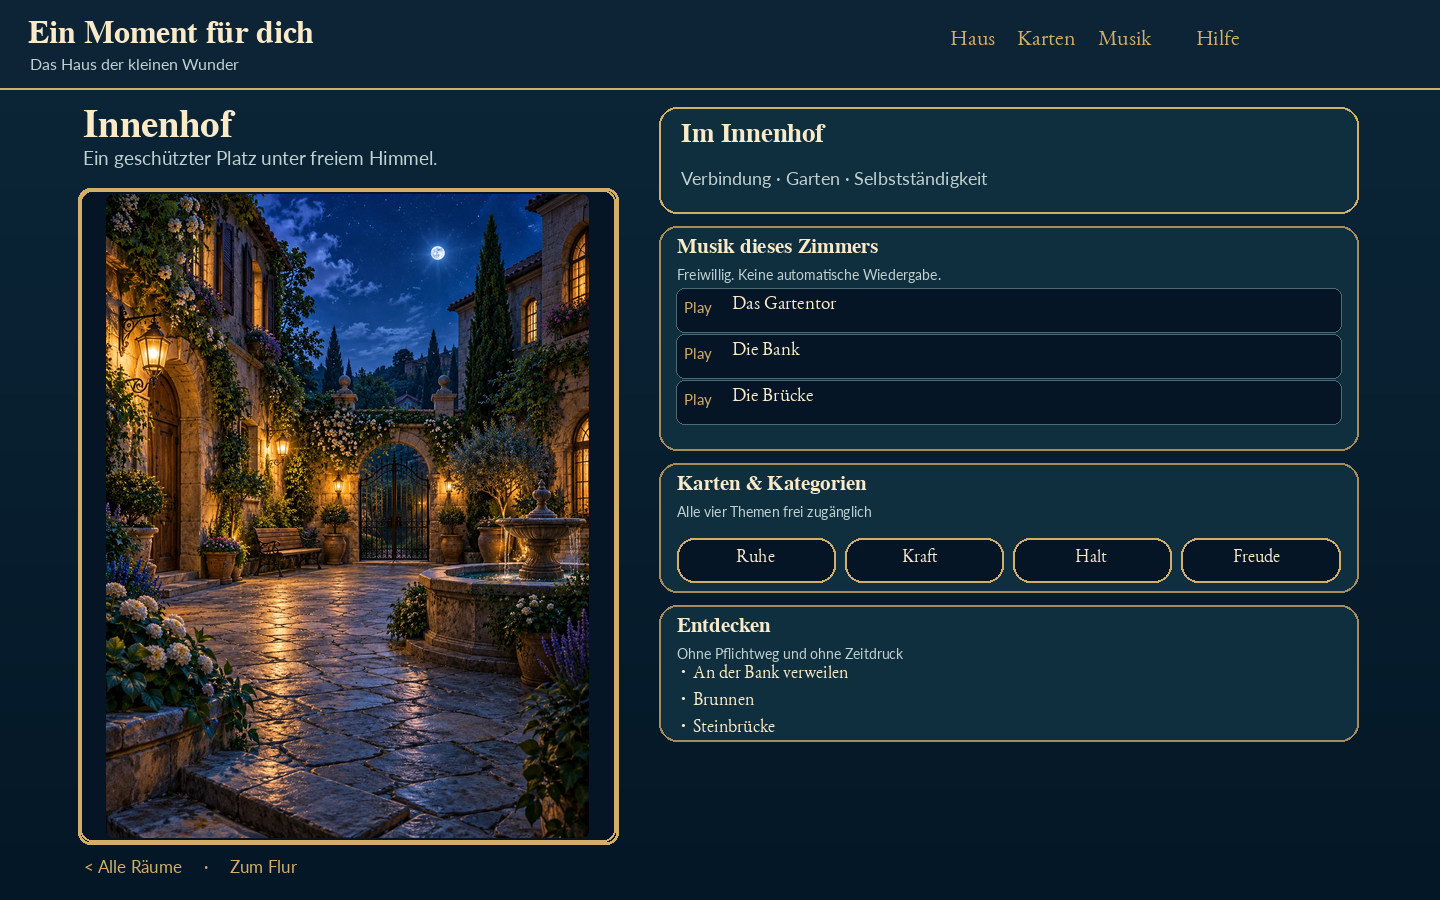 Ein Moment für dich
Das Haus der kleinen Wunder
Haus Karten Musik Hilfe
Innenhof
Ein geschützter Platz unter freiem Himmel.
< Alle Räume · Zum Flur
Im Innenhof
Verbindung · Garten · Selbstständigkeit
Musik dieses Zimmers
Freiwillig. Keine automatische Wiedergabe.
Play Das Gartentor
Play Die Bank
Play Die Brücke
Karten & Kategorien
Alle vier Themen frei zugänglich
Ruhe Kraft Halt Freude
Entdecken
Ohne Pflichtweg und ohne Zeitdruck
· An der Bank verweilen
· Brunnen
· Steinbrücke